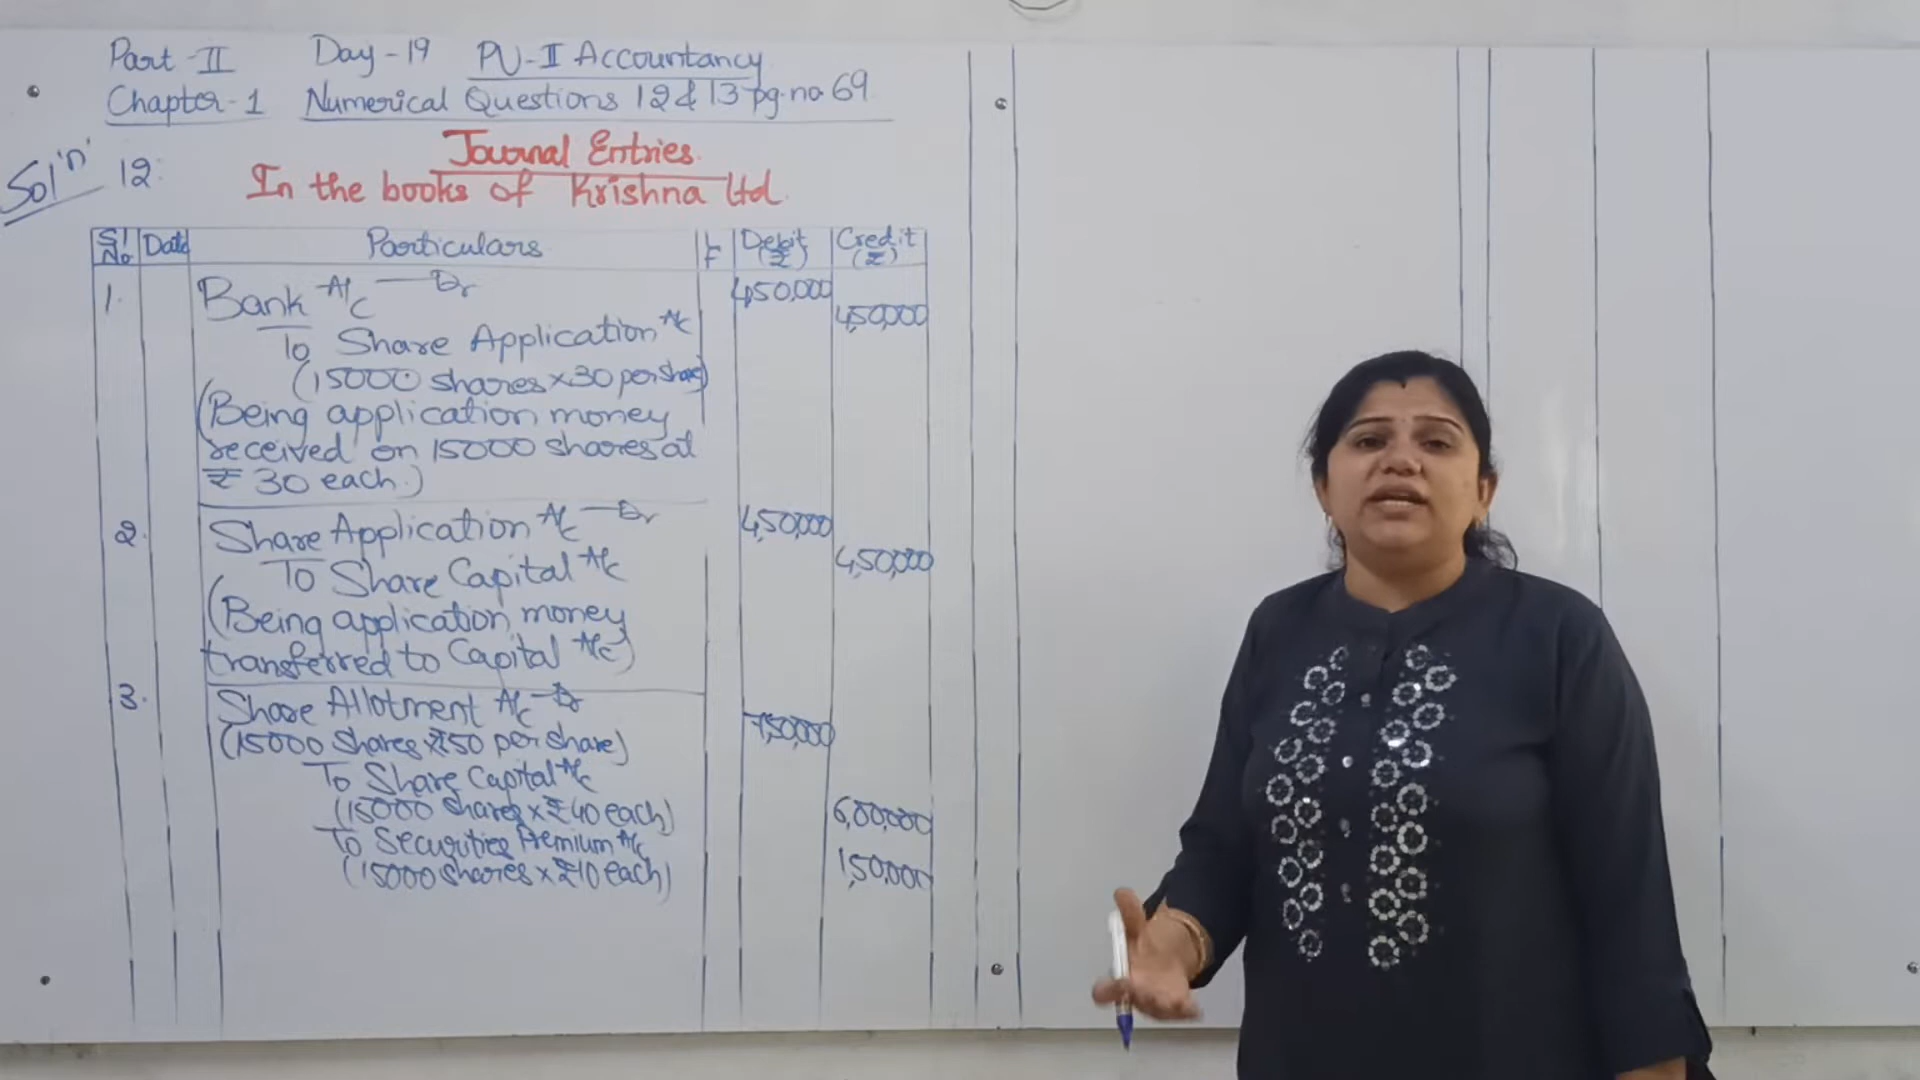 Part-II Day-19 PU-II Accountancy
Chapter-1 Numerical Questions 12 & 13 pg.no 69
Sol'n' 12:
Journal Entries.
In the books of Krishna Ltd.
Sl No. Date Particulars LF Debit (₹) Credit (₹)
1. Bank A/c Dr 4,50,000
To Share Application A/c 4,50,000
(15000 shares x 30 per share)
(Being application money
received on 15000 shares at
₹ 30 each.)
2. Share Application A/c Dr 4,50,000
To Share Capital A/c 4,50,000
(Being application money
transferred to Capital A/c)
3. Share Allotment A/c Dr
(15000 shares x ₹50 per share) 7,50,000
To Share Capital A/c
(15000 shares x ₹40 each) 6,00,000
To Securities Premium A/c
(15000 shares x ₹10 each) 1,50,000